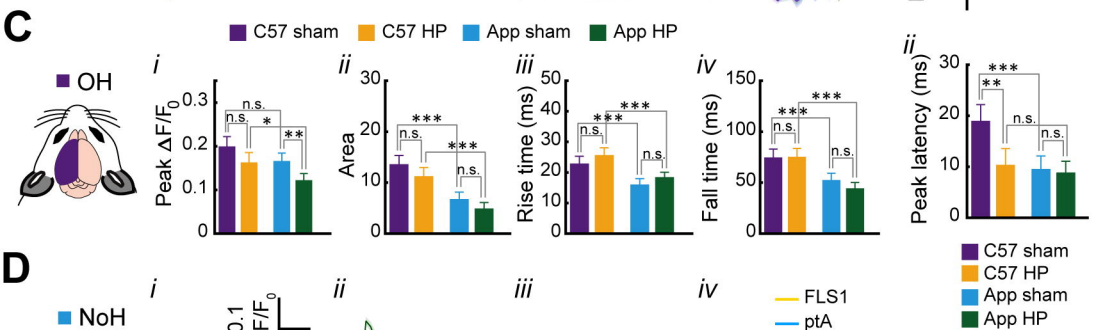 C
C57 sham C57 HP App sham App HP
OH
i
Peak ΔF/F0
0.3
0.2
0.1
0
n.s.
n.s.
*
**
ii
Area
30
20
10
0
***
n.s.
***
n.s.
iii
Rise time (ms)
50
40
30
20
10
0
***
***
n.s.
n.s.
iv
Fall time (ms)
150
100
50
0
***
***
n.s.
n.s.
ii
Peak latency (ms)
30
20
10
0
***
**
n.s.
n.s.
C57 sham
C57 HP
App sham
App HP
D
NoH
i
0.1
F/F0
ii
iii
iv
FLS1
ptA